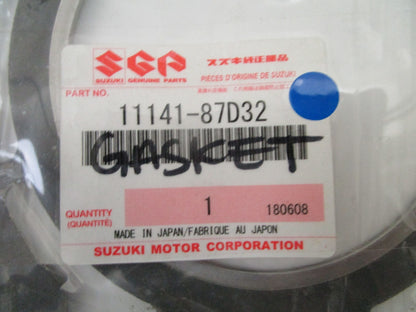 SGP
スズキ純正部品
SUZUKI GENUINE PARTS
PIECES D'ORIGINE DE SUZUKI
PART NO.
11141-87D32
GASKET
QUANTITY
(QUANTITÉ)
1
180608
MADE IN JAPAN/FABRIQUE AU JAPON
SUZUKI MOTOR CORPORATION